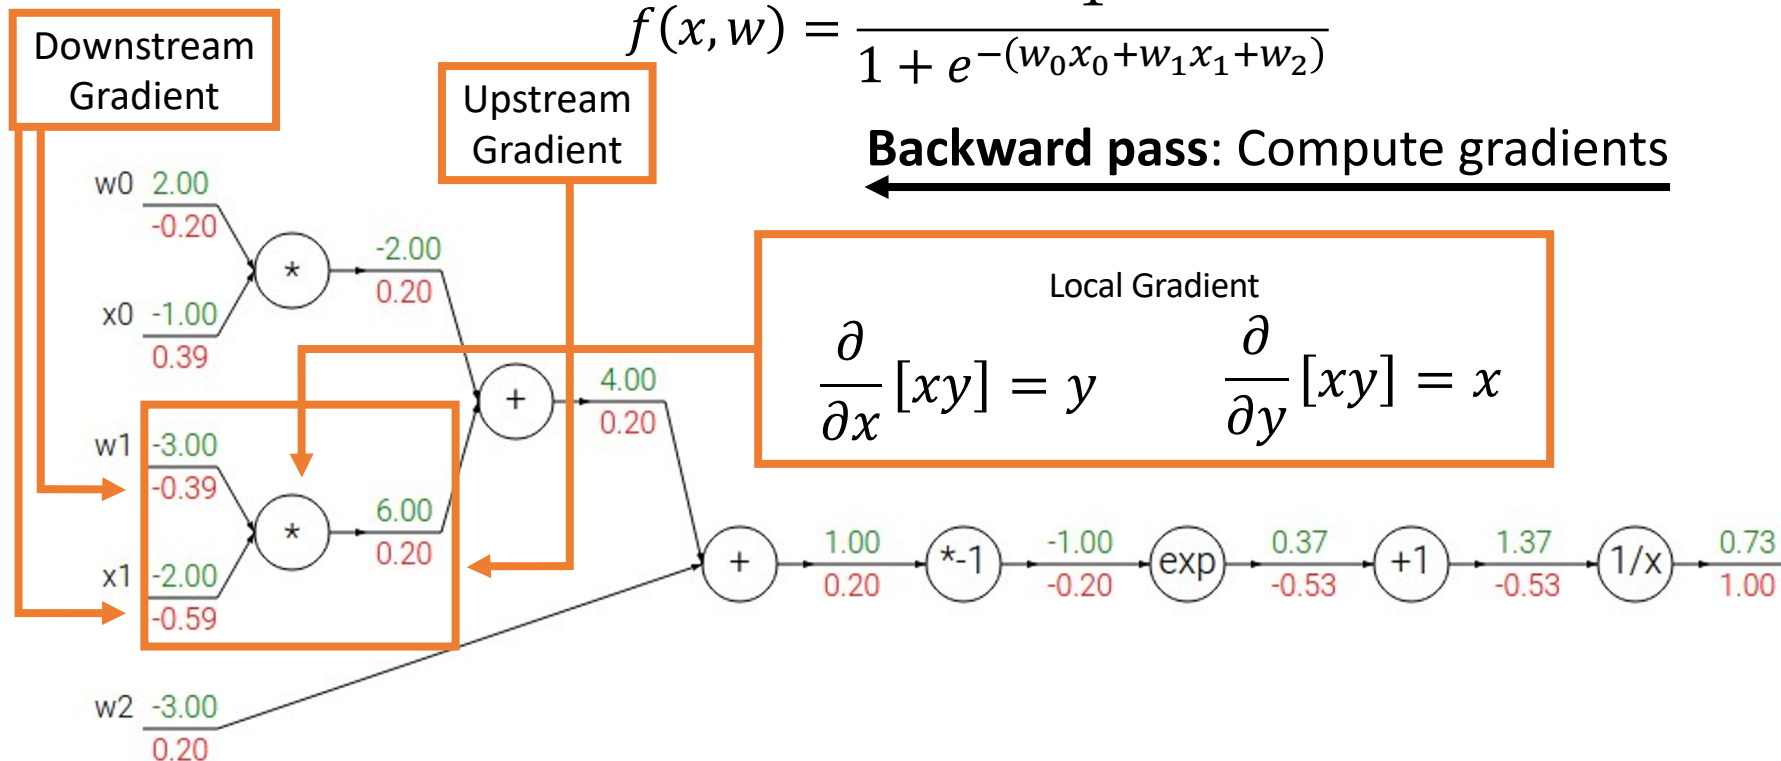 Downstream
Gradient
f(x, w) = 1 / (1 + e^{-(w_0x_0+w_1x_1+w_2)})
Upstream
Gradient
Backward pass: Compute gradients
w0 2.00
-0.20
*
-2.00
0.20
x0 -1.00
0.39
Local Gradient
∂/∂x [xy] = y
∂/∂y [xy] = x
+
4.00
0.20
w1 -3.00
-0.39
*
6.00
0.20
x1 -2.00
-0.59
+
1.00
0.20
*-1
-1.00
-0.20
exp
0.37
-0.53
+1
1.37
-0.53
1/x
0.73
1.00
w2 -3.00
0.20